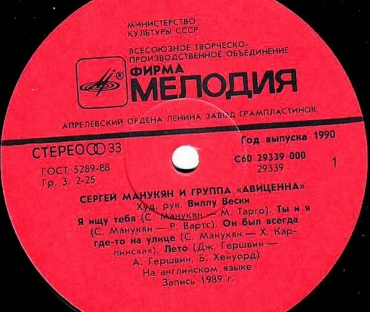 МИНИСТЕРСТВО
КУЛЬТУРЫ СССР
ВСЕСОЮЗНОЕ ТВОРЧЕСКО-
ПРОИЗВОДСТВЕННОЕ ОБЪЕДИНЕНИЕ
ФИРМА
МЕЛОДИЯ
АПРЕЛЕВСКИЙ ОРДЕНА ЛЕНИНА ЗАВОД ГРАМПЛАСТИНОК
СТЕРЕО 33
Год выпуска 1990
ГОСТ 5289-88
Гр. 3. 2-25
С60 29339 000
29339
1
СЕРГЕЙ МАНУКЯН И ГРУППА «АВИЦЕННА»
Худ. рук. Виллу Вески
Я ищу тебя (С. Манукян — М. Тарго). Ты и я
(С. Манукян — Р. Вартс). Он был всегда
где-то на улице (С. Манукян — Х. Кар-
пинская). Лето (Дж. Гершвин —
А. Гершвин, Б. Хейуорд)
На английском языке
Запись 1989 г.